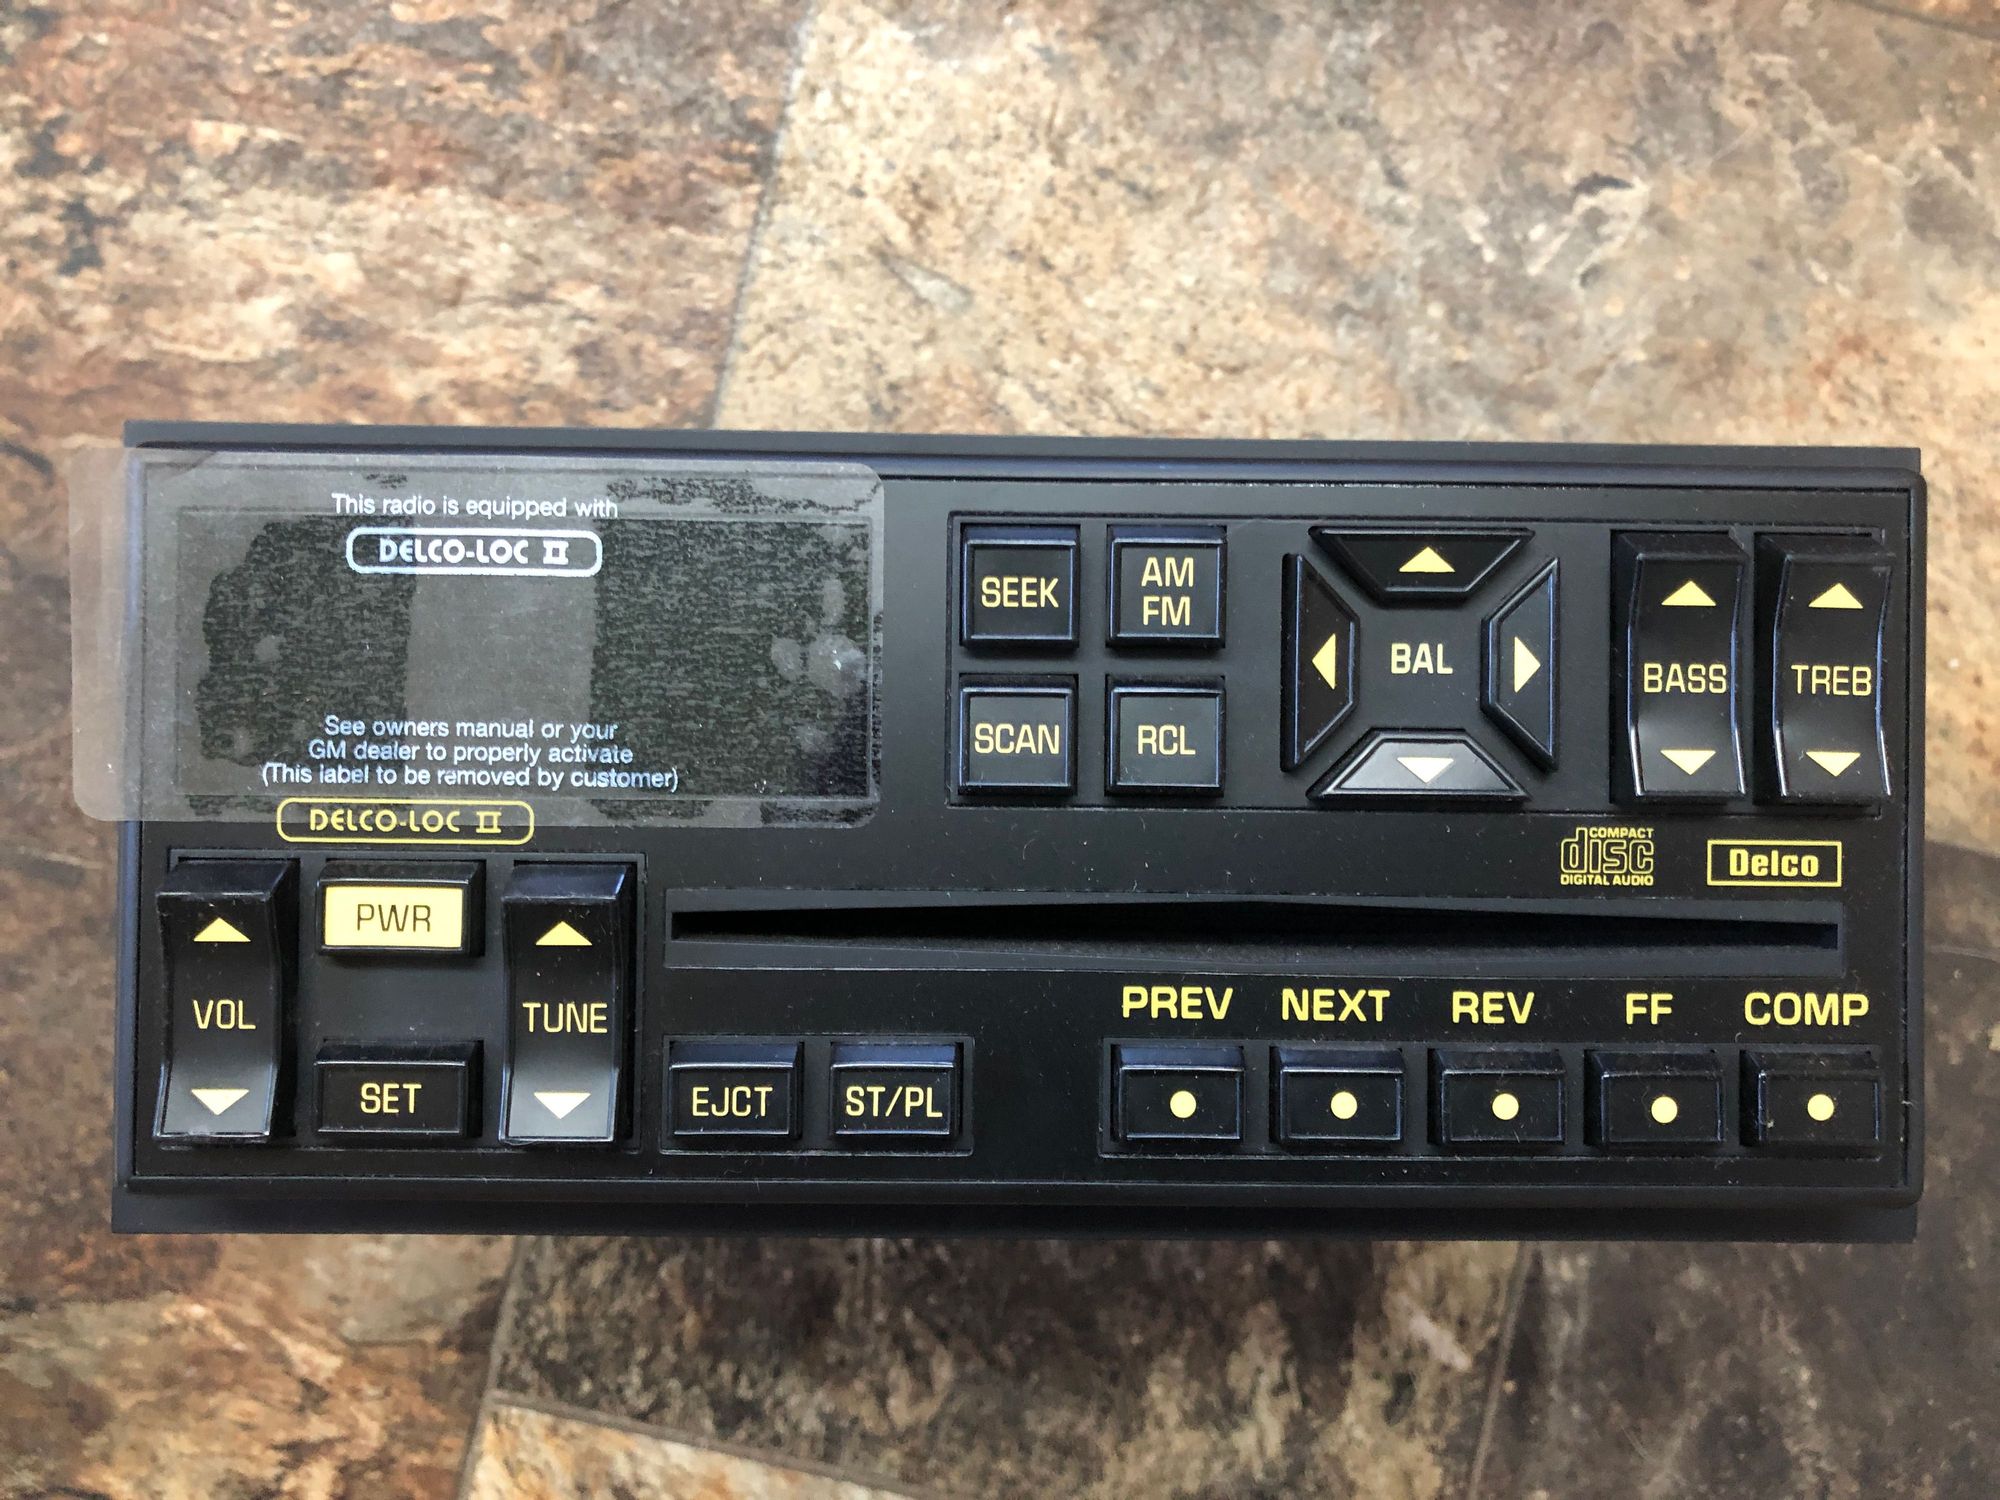 This radio is equipped with
DELCO-LOC II
See owners manual or your
GM dealer to properly activate
(This label to be removed by customer)
DELCO-LOC II
SEEK
AM
FM
SCAN
RCL
BAL
BASS
TREB
COMPACT
disc
DIGITAL AUDIO
Delco
VOL
PWR
SET
TUNE
EJCT
ST/PL
PREV
NEXT
REV
FF
COMP